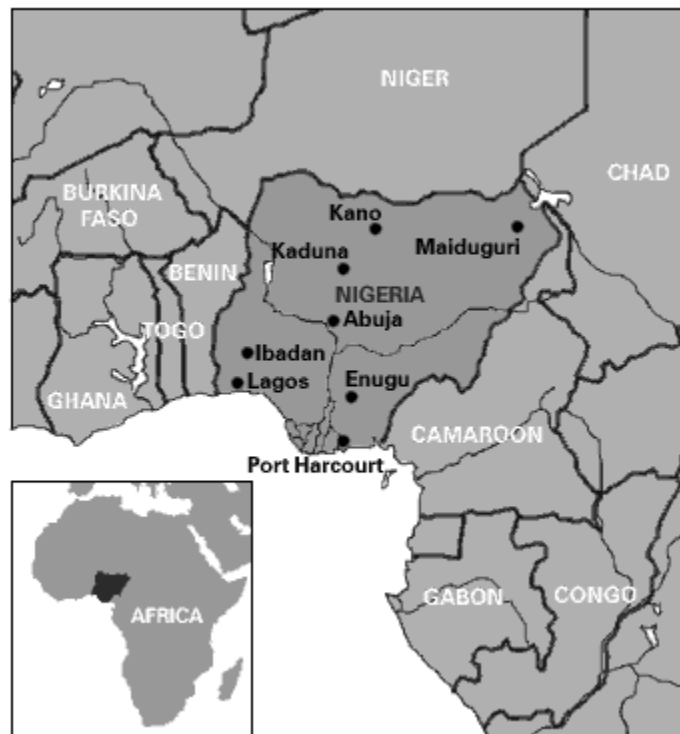 NIGER
CHAD
BURKINA
FASO
Kano
Maiduguri
Kaduna
BENIN
NIGERIA
Abuja
TOGO
Ibadan
Lagos
Enugu
GHANA
CAMAROON
Port Harcourt
GABON
CONGO
AFRICA